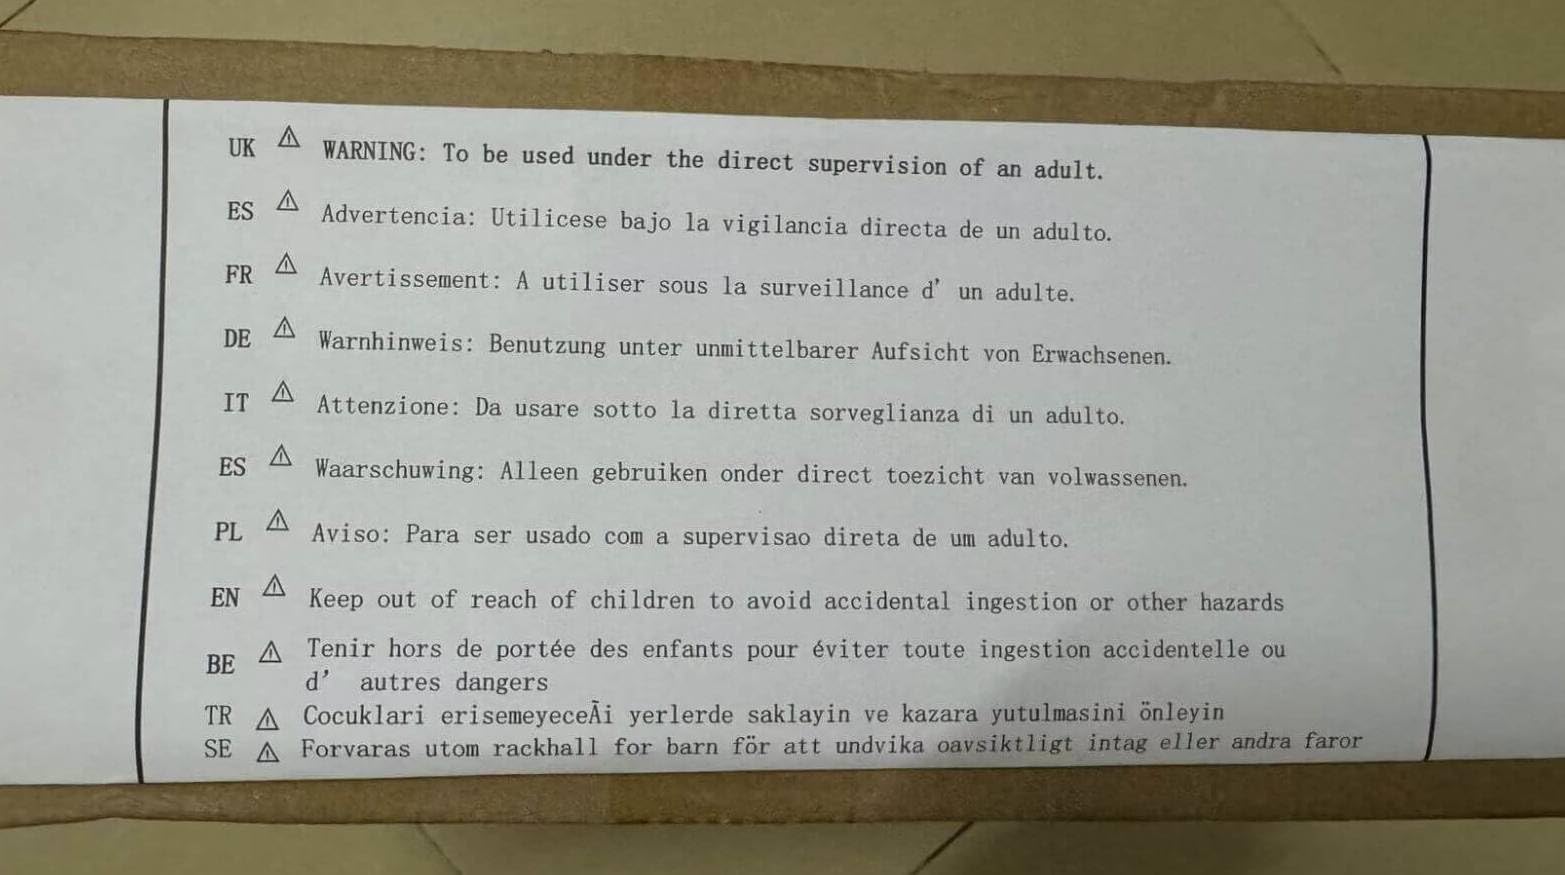 UK ⚠ WARNING: To be used under the direct supervision of an adult.
ES ⚠ Advertencia: Utilicese bajo la vigilancia directa de un adulto.
FR ⚠ Avertissement: A utiliser sous la surveillance d' un adulte.
DE ⚠ Warnhinweis: Benutzung unter unmittelbarer Aufsicht von Erwachsenen.
IT ⚠ Attenzione: Da usare sotto la diretta sorveglianza di un adulto.
ES ⚠ Waarschuwing: Alleen gebruiken onder direct toezicht van volwassenen.
PL ⚠ Aviso: Para ser usado com a supervisao direta de um adulto.
EN ⚠ Keep out of reach of children to avoid accidental ingestion or other hazards
BE ⚠ Tenir hors de portée des enfants pour éviter toute ingestion accidentelle ou
d' autres dangers
TR ⚠ Cocuklari erisemeyeceÃi yerlerde saklayin ve kazara yutulmasini önleyin
SE ⚠ Forvaras utom rackhall for barn för att undvika oavsiktligt intag eller andra faror